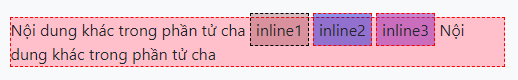 Nội dung khác trong phần tử cha inline1 inline2 inline3 Nội
dung khác trong phần tử cha